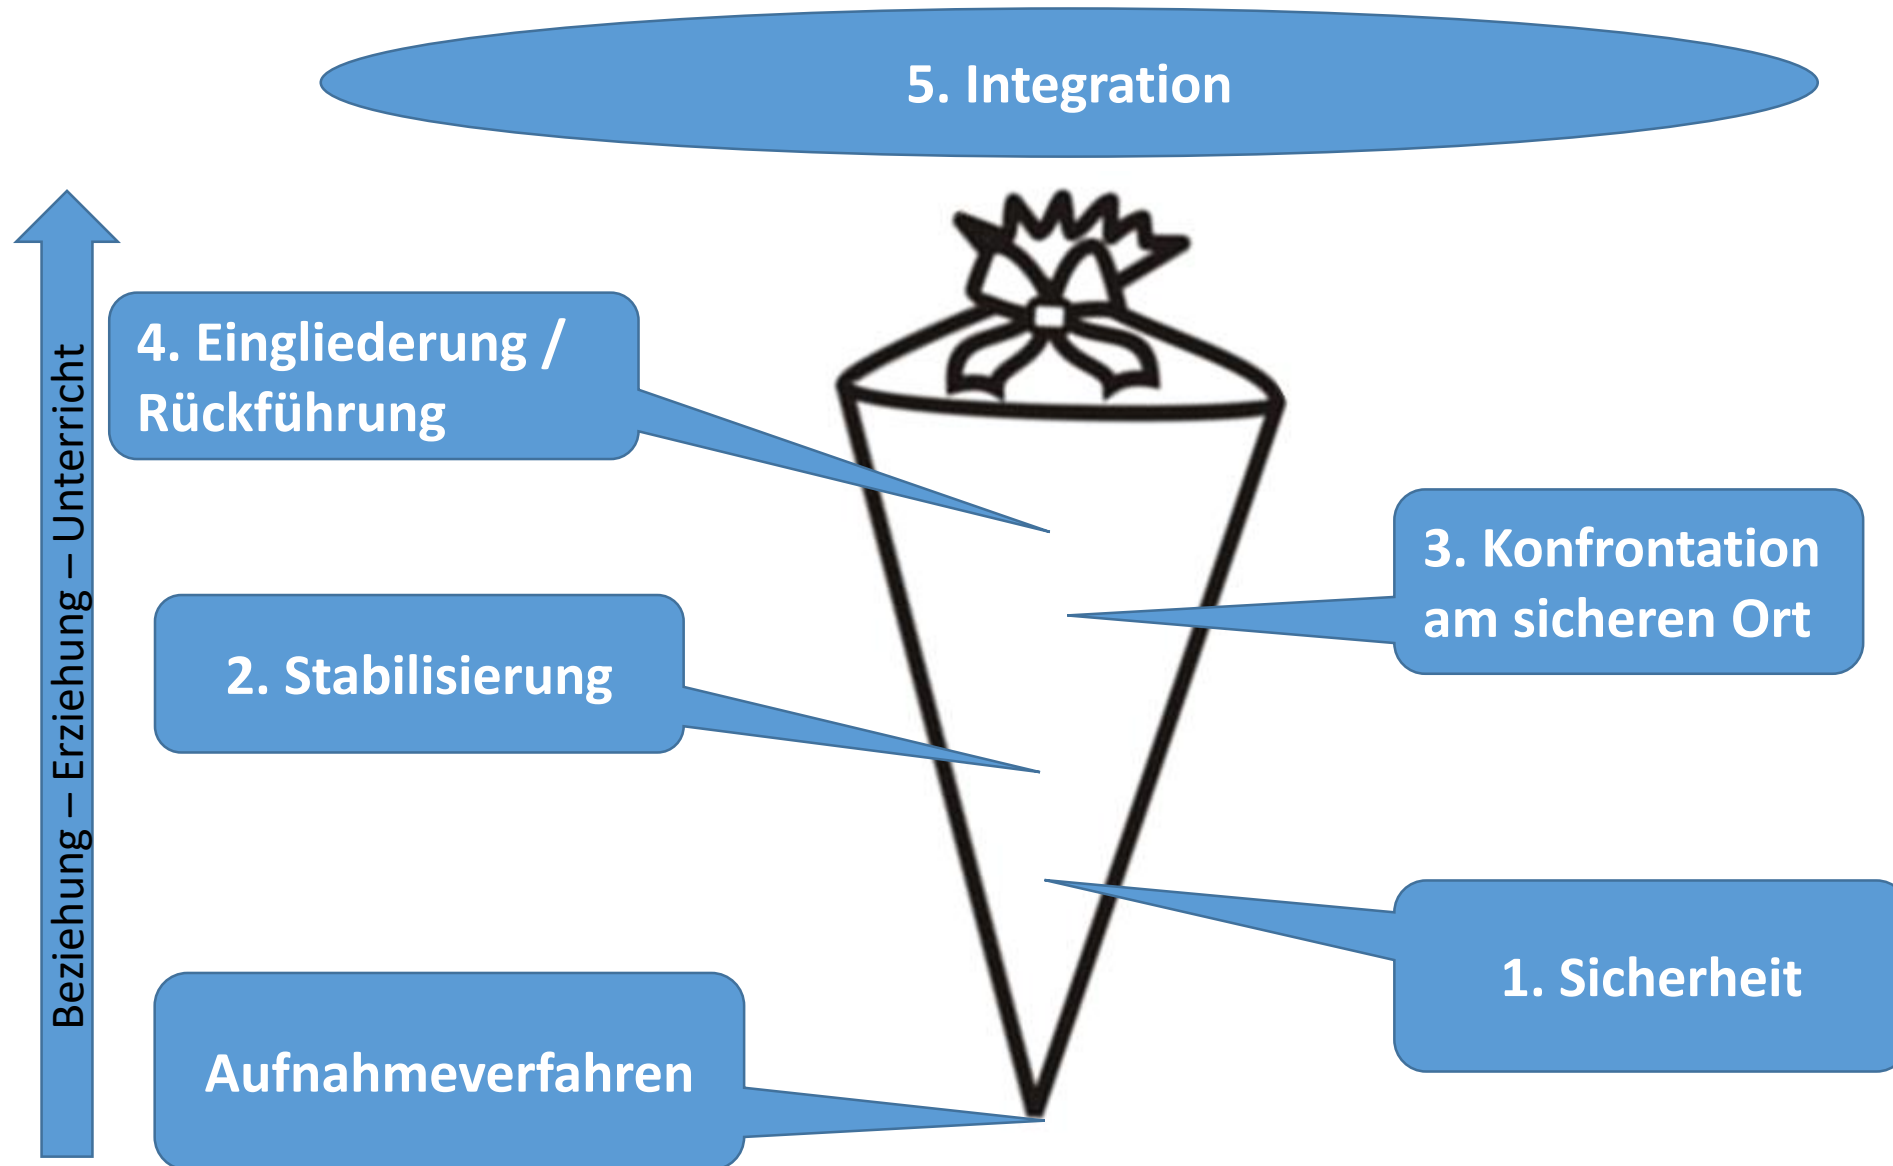 5. Integration
4. Eingliederung /
Rückführung
3. Konfrontation
am sicheren Ort
2. Stabilisierung
1. Sicherheit
Aufnahmeverfahren
Beziehung – Erziehung – Unterricht